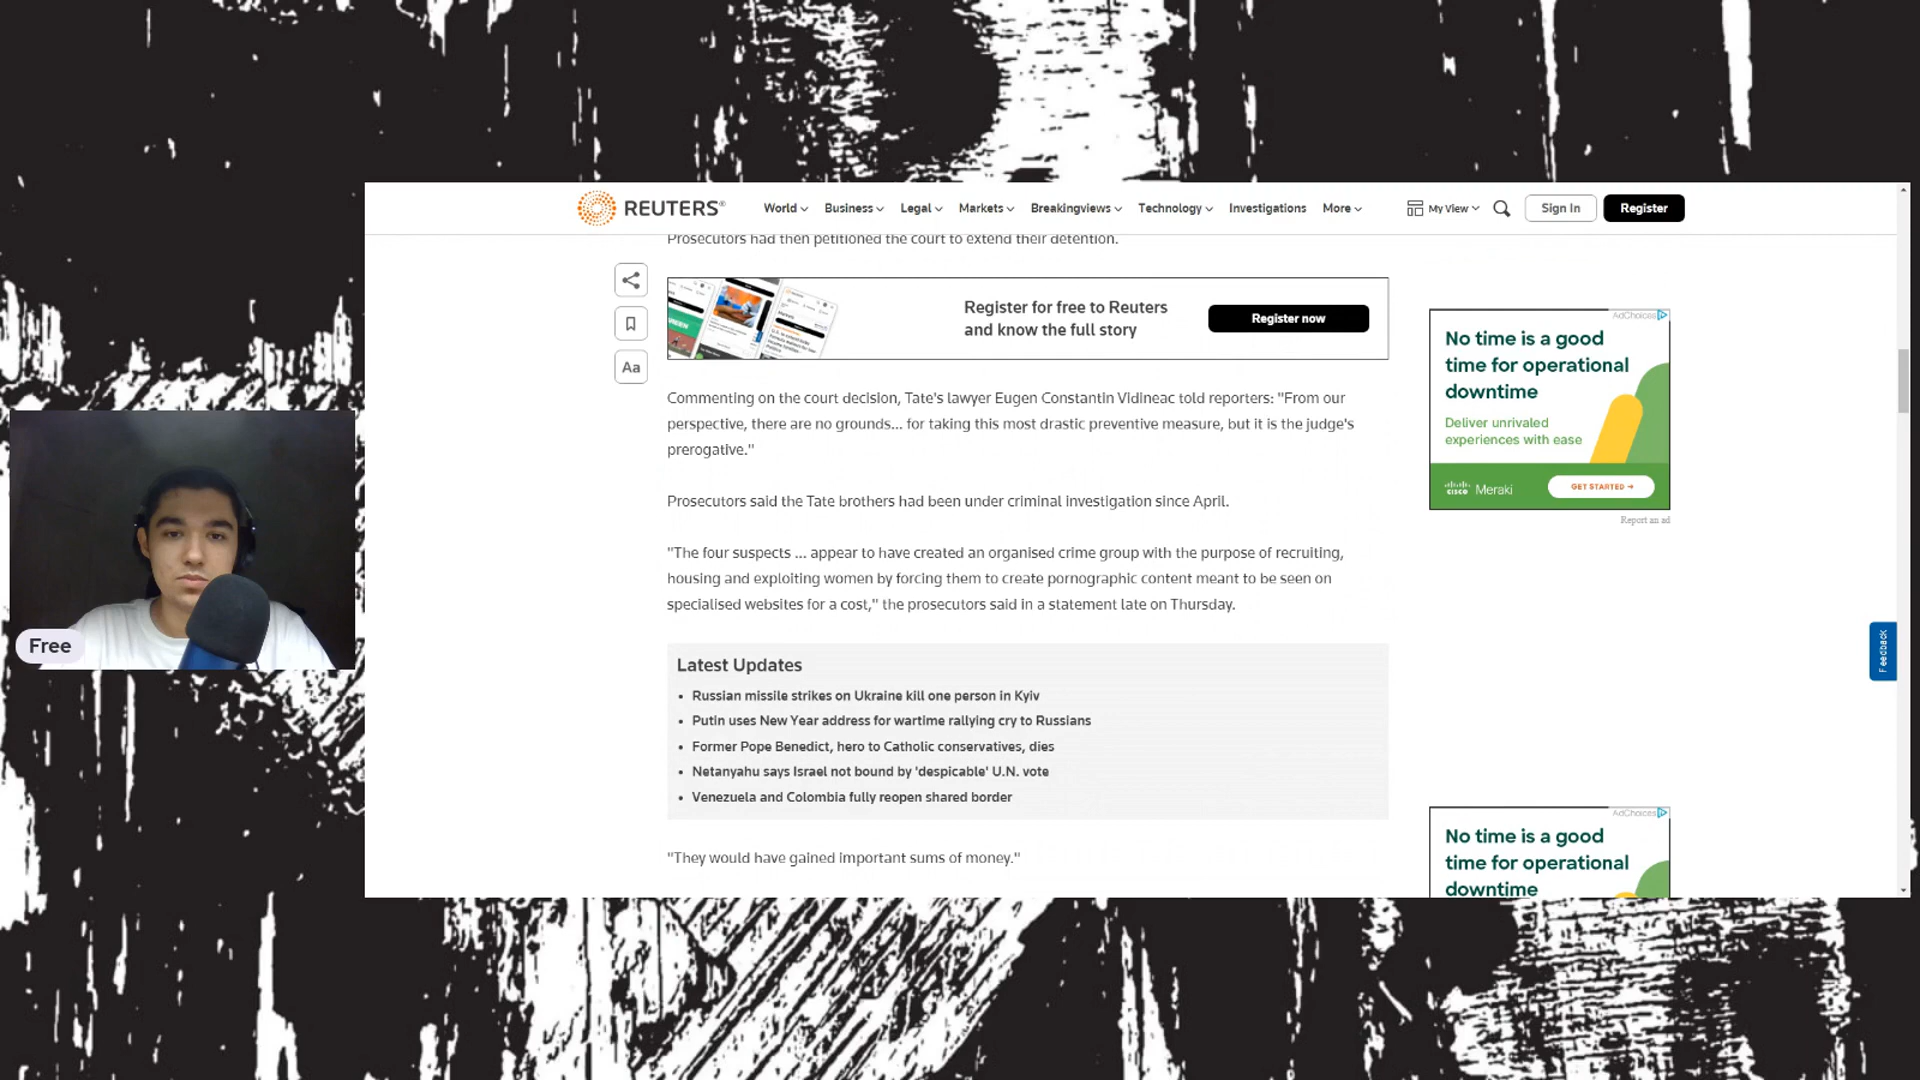 REUTERS®
World Business Legal Markets Breakingviews Technology Investigations More My View Sign In Register
Prosecutors had then petitioned the court to extend their detention.
Register for free to Reuters
and know the full story
Register now
Aa
Commenting on the court decision, Tate's lawyer Eugen Constantin Vidineac told reporters: "From our
perspective, there are no grounds... for taking this most drastic preventive measure, but it is the judge's
prerogative."
Prosecutors said the Tate brothers had been under criminal investigation since April.
"The four suspects ... appear to have created an organised crime group with the purpose of recruiting,
housing and exploiting women by forcing them to create pornographic content meant to be seen on
specialised websites for a cost," the prosecutors said in a statement late on Thursday.
Latest Updates
• Russian missile strikes on Ukraine kill one person in Kyiv
• Putin uses New Year address for wartime rallying cry to Russians
• Former Pope Benedict, hero to Catholic conservatives, dies
• Netanyahu says Israel not bound by 'despicable' U.N. vote
• Venezuela and Colombia fully reopen shared border
"They would have gained important sums of money."
AdChoices
No time is a good
time for operational
downtime
Deliver unrivaled
experiences with ease
CISCO Meraki
GET STARTED →
Report an ad
Feedback
AdChoices
No time is a good
time for operational
downtime
Free